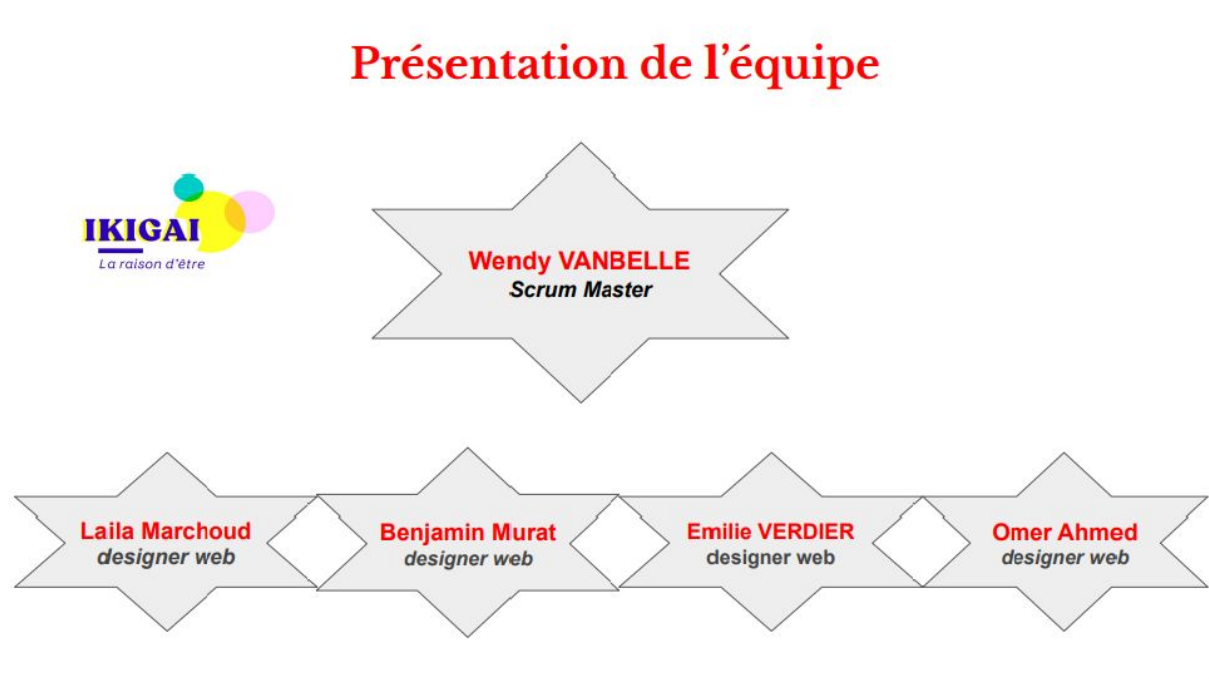 Présentation de l’équipe
IKIGAI
La raison d'être
Wendy VANBELLE
Scrum Master
Laila Marchoud
designer web
Benjamin Murat
designer web
Emilie VERDIER
designer web
Omer Ahmed
designer web